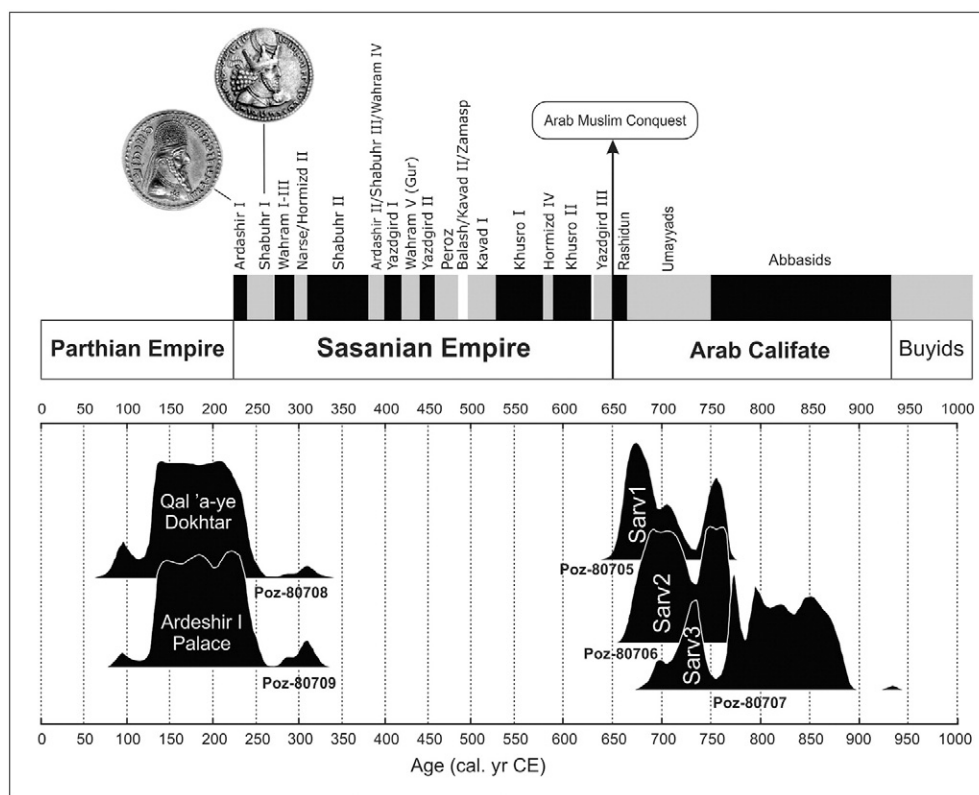 Arab Muslim Conquest
Ardashir I
Shabuhr I
Wahram I-III
Narse/Hormizd II
Shabuhr II
Ardashir II/Shabuhr III/Wahram IV
Yazdgird I
Wahram V (Gur)
Yazdgird II
Peroz
Balash/Kavad II/Zamasp
Kavad I
Khusro I
Hormizd IV
Khusro II
Yazdgird III
Rashidun
Umayyads
Abbasids
Parthian Empire
Sasanian Empire
Arab Califate
Buyids
0 50 100 150 200 250 300 350 400 450 500 550 600 650 700 750 800 850 900 950 1000
Qal 'a-ye
Dokhtar
Poz-80708
Ardeshir I
Palace
Poz-80709
Sarv1
Poz-80705
Sarv2
Poz-80706
Sarv3
Poz-80707
0 50 100 150 200 250 300 350 400 450 500 550 600 650 700 750 800 850 900 950 1000
Age (cal. yr CE)